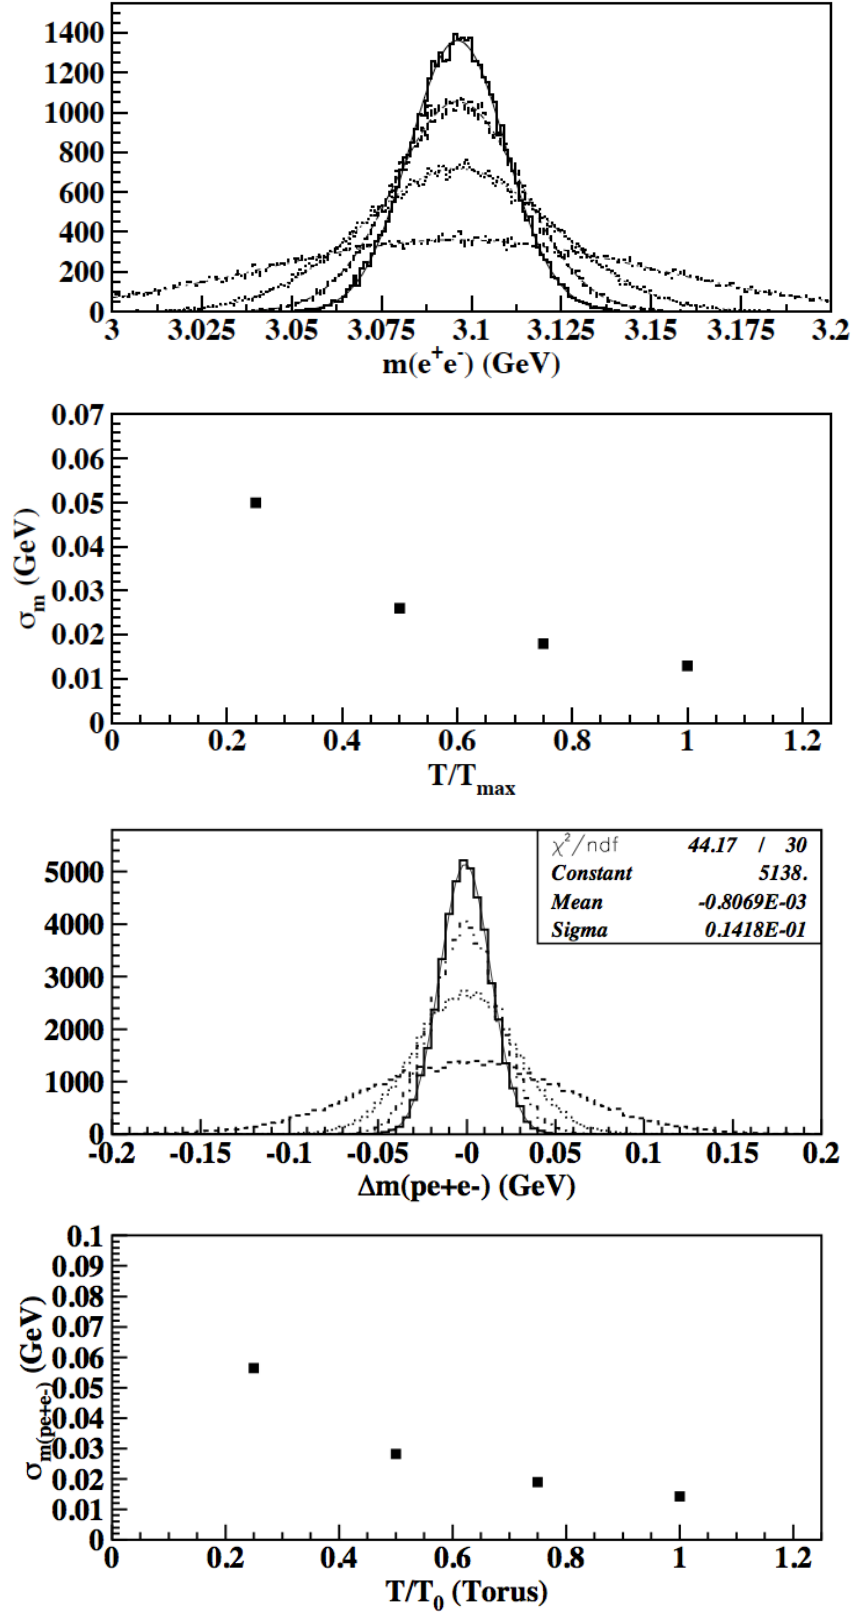 1400
1200
1000
800
600
400
200
0
3 3.025 3.05 3.075 3.1 3.125 3.15 3.175 3.2
m(e⁺e⁻) (GeV)
0.07
0.06
0.05
0.04
0.03
0.02
0.01
0
σm (GeV)
0 0.2 0.4 0.6 0.8 1 1.2
T/Tmax
χ²/ndf 44.17 / 30
Constant 5138.
Mean -0.8069E-03
Sigma 0.1418E-01
5000
4000
3000
2000
1000
0
-0.2 -0.15 -0.1 -0.05 -0 0.05 0.1 0.15 0.2
Δm(pe+e-) (GeV)
0.1
0.09
0.08
0.07
0.06
0.05
0.04
0.03
0.02
0.01
0
σm(pe+e-) (GeV)
0 0.2 0.4 0.6 0.8 1 1.2
T/T₀ (Torus)